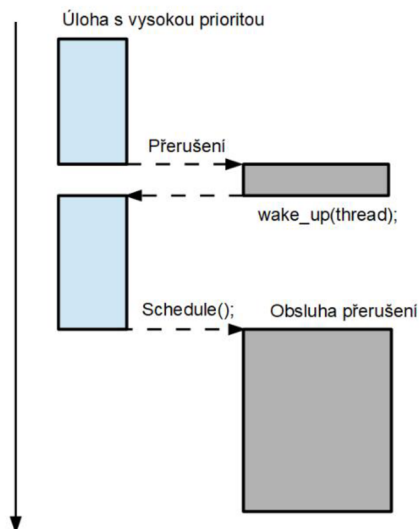 Úloha s vysokou prioritou
Přerušení
wake_up(thread);
Schedule();
Obsluha přerušení